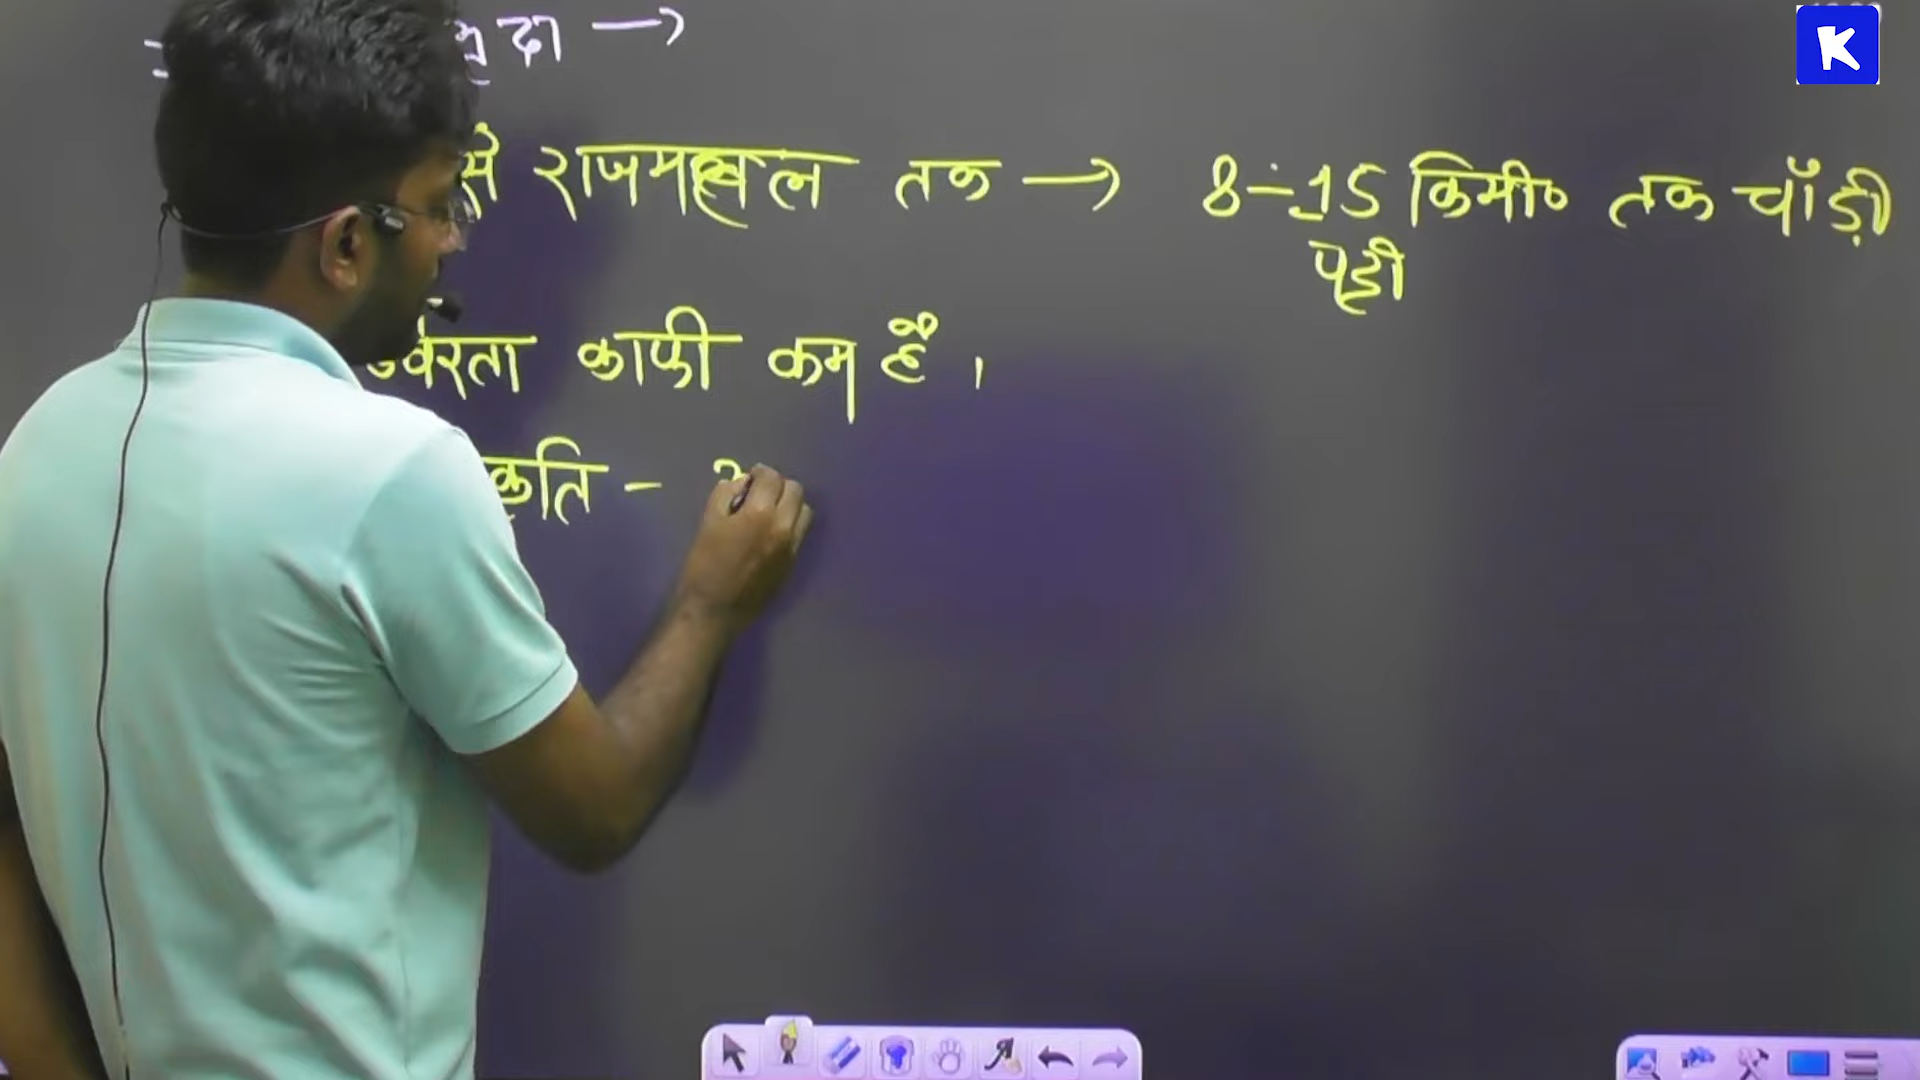 मृदा →
से राजमहल तक → 8-15 किमी० तक चौड़ी
पट्टी
उर्वरता काफी कम है ।
कृति -
K